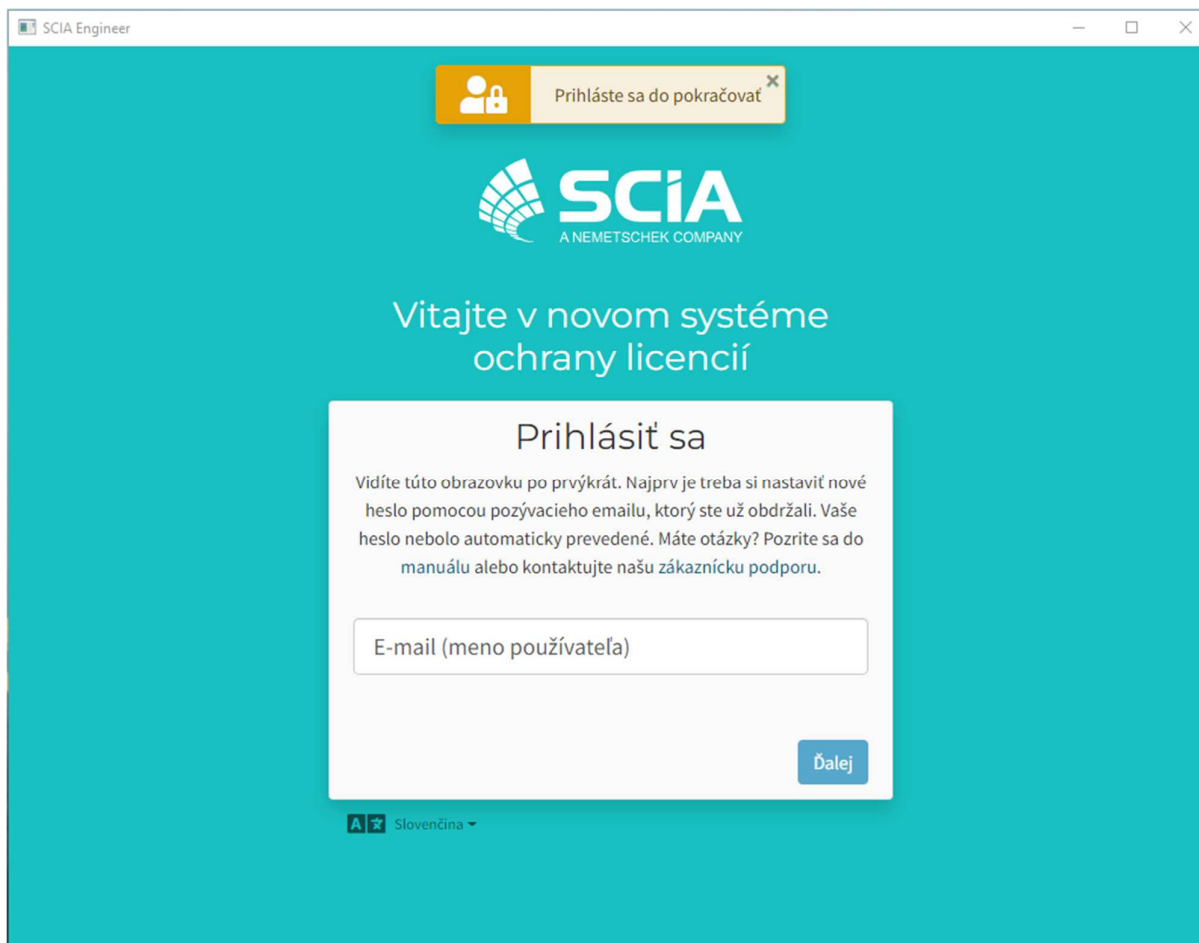 SCIA Engineer
Prihláste sa do pokračovať
SCiA
A NEMETSCHEK COMPANY
Vitajte v novom systéme
ochrany licencií
Prihlásiť sa
Vidíte túto obrazovku po prvýkrát. Najprv je treba si nastaviť nové
heslo pomocou pozývacieho emailu, ktorý ste už obdržali. Vaše
heslo nebolo automaticky prevedené. Máte otázky? Pozrite sa do
manuálu alebo kontaktujte našu zákaznícku podporu.
E-mail (meno používateľa)
Ďalej
Slovenčina